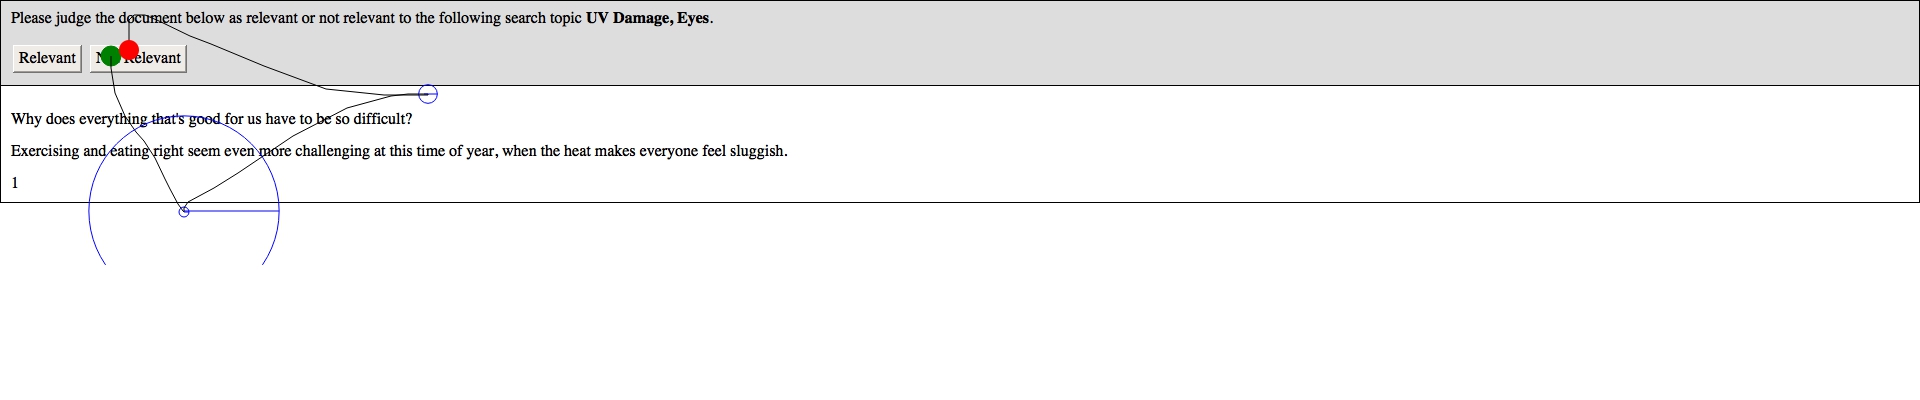 Please judge the document below as relevant or not relevant to the following search topic UV Damage, Eyes.
Relevant Relevant
Why does everything that's good for us have to be so difficult?
Exercising and eating right seem even more challenging at this time of year, when the heat makes everyone feel sluggish.
1